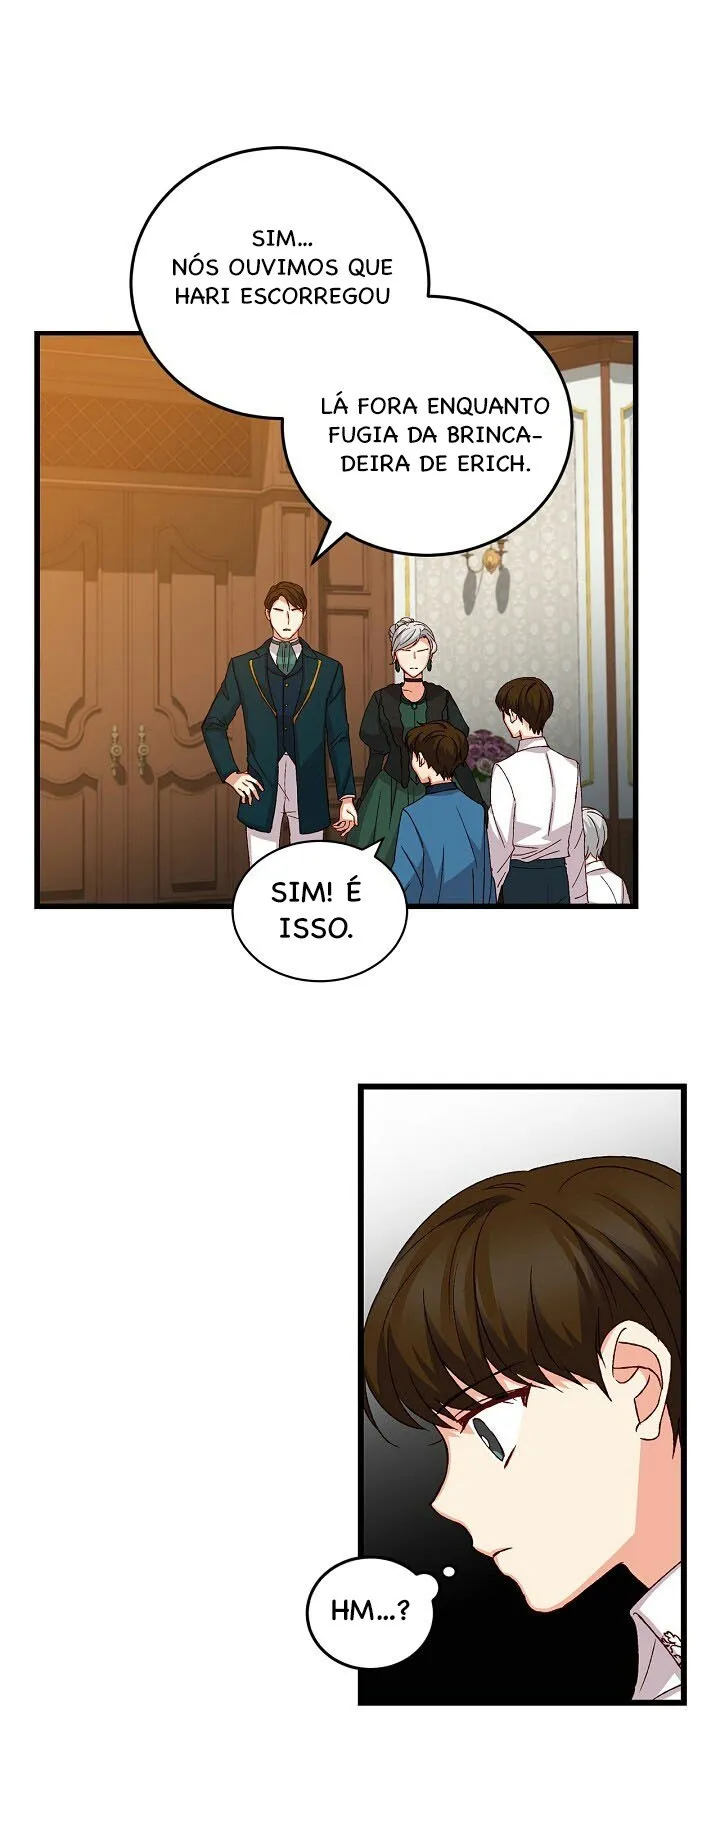 SIM...
NÓS OUVIMOS QUE
HARI ESCORREGOU
LÁ FORA ENQUANTO
FUGIA DA BRINCA-
DEIRA DE ERICH.
SIM! É
ISSO.
HM...?